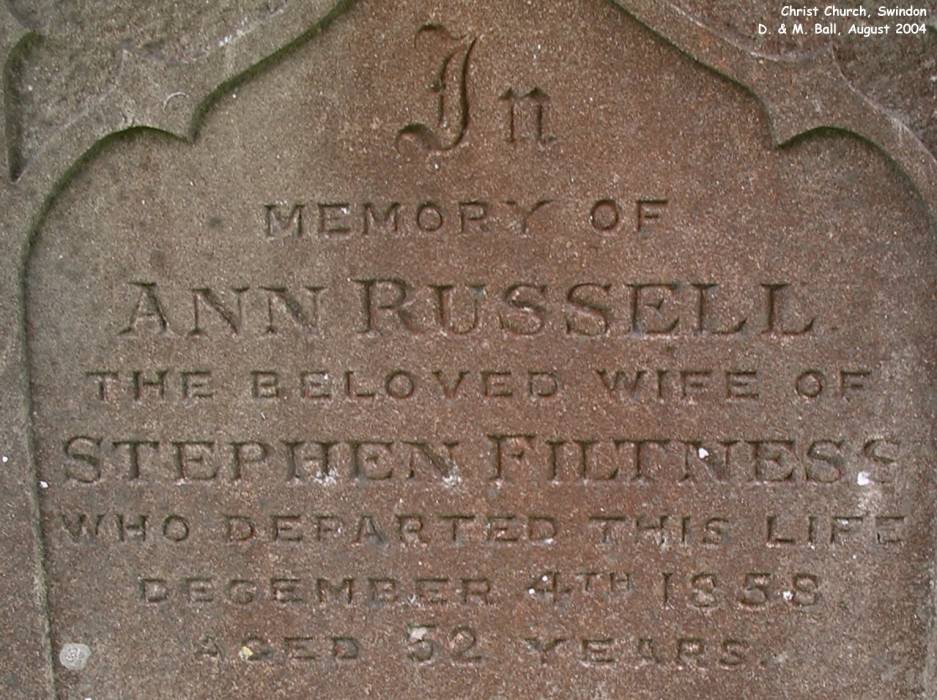 Christ Church, Swindon
D. & M. Ball, August 2004
In
MEMORY OF
ANN RUSSELL
THE BELOVED WIFE OF
STEPHEN FILTNESS
WHO DEPARTED THIS LIFE
DECEMBER 4TH 1858
AGED 52 YEARS.